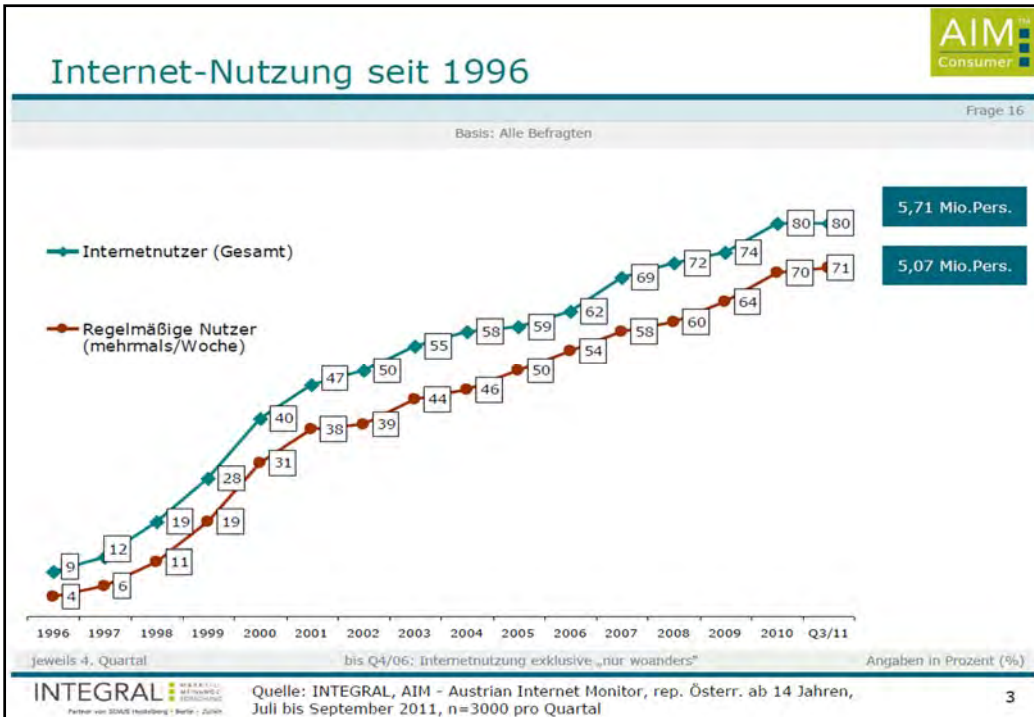 AIM
Consumer
Internet-Nutzung seit 1996
Frage 16
Basis: Alle Befragten
5,71 Mio.Pers.
5,07 Mio.Pers.
Internetnutzer (Gesamt)
Regelmäßige Nutzer
(mehrmals/Woche)
9 12 19 28 40 47 50 55 58 59 62 69 72 74 80 80
4 6 11 19 31 38 39 44 46 50 54 58 60 64 70 71
1996 1997 1998 1999 2000 2001 2002 2003 2004 2005 2006 2007 2008 2009 2010 Q3/11
jeweils 4. Quartal bis Q4/06: Internetnutzung exklusive „nur woanders" Angaben in Prozent (%)
INTEGRAL
Quelle: INTEGRAL, AIM - Austrian Internet Monitor, rep. Österr. ab 14 Jahren,
Juli bis September 2011, n=3000 pro Quartal
3